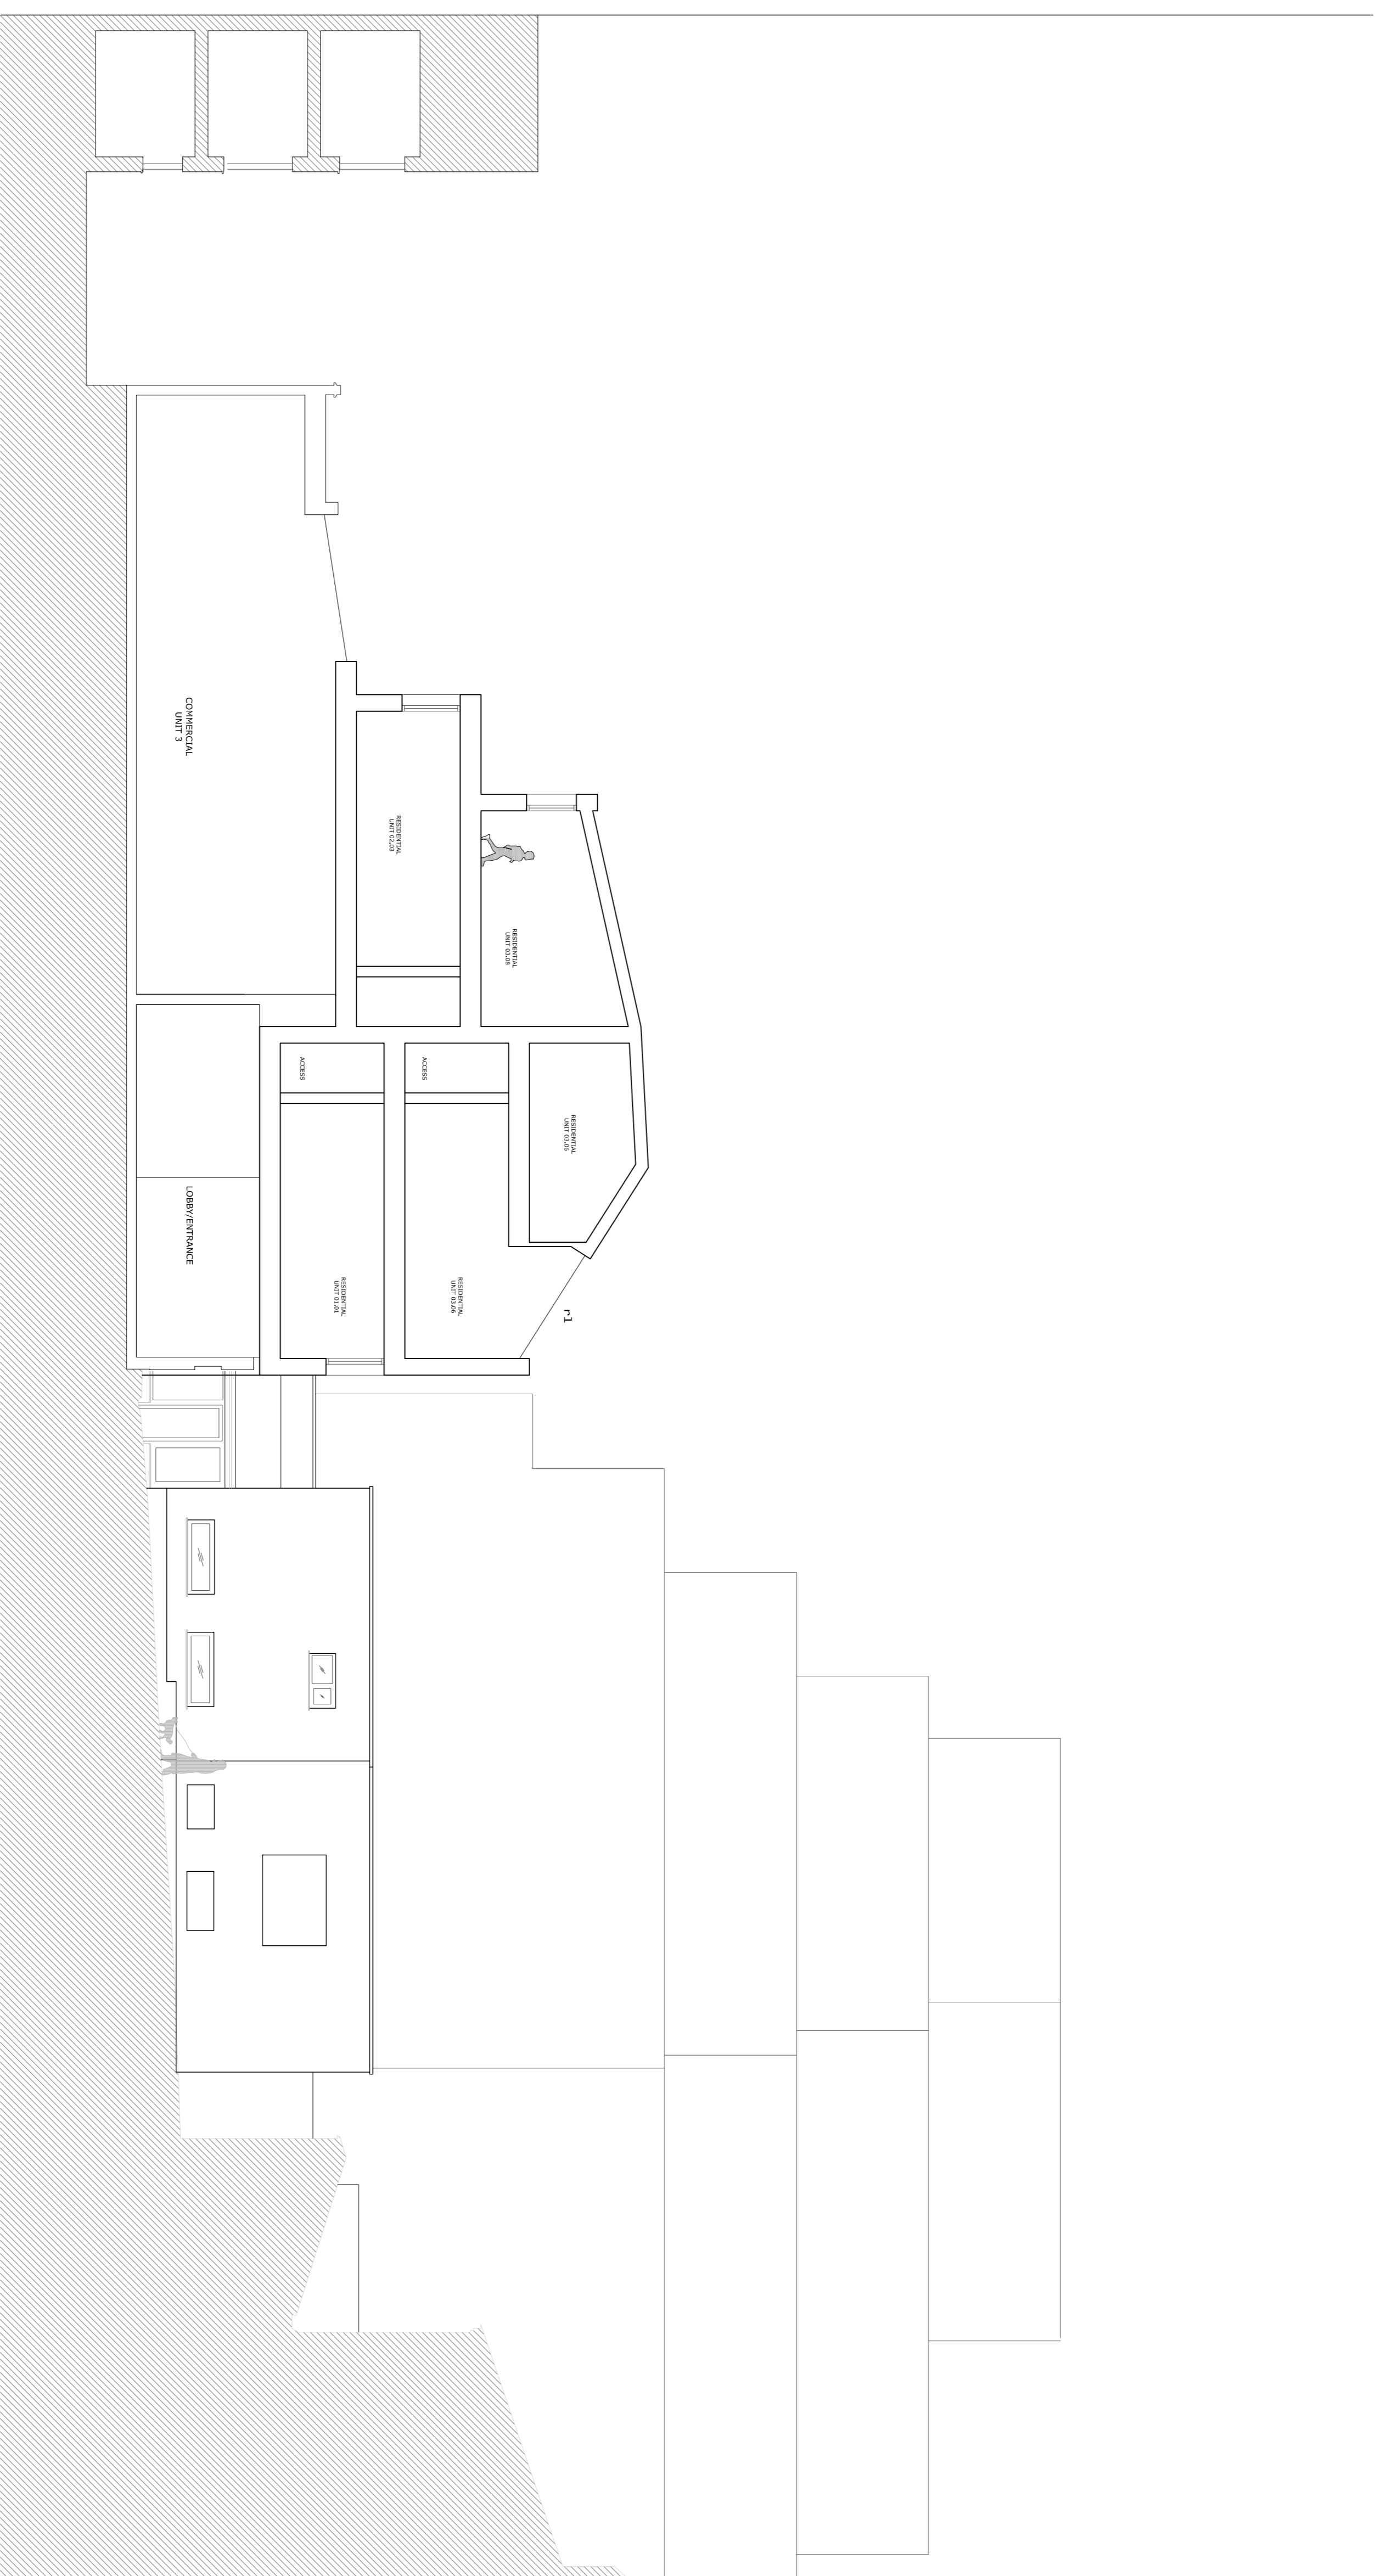 COMMERCIAL
UNIT 3
RESIDENTIAL
UNIT 02.03
RESIDENTIAL
UNIT 03.08
ACCESS
ACCESS
RESIDENTIAL
UNIT 03.06
LOBBY/ENTRANCE
RESIDENTIAL
UNIT 01.01
RESIDENTIAL
UNIT 03.06
r1